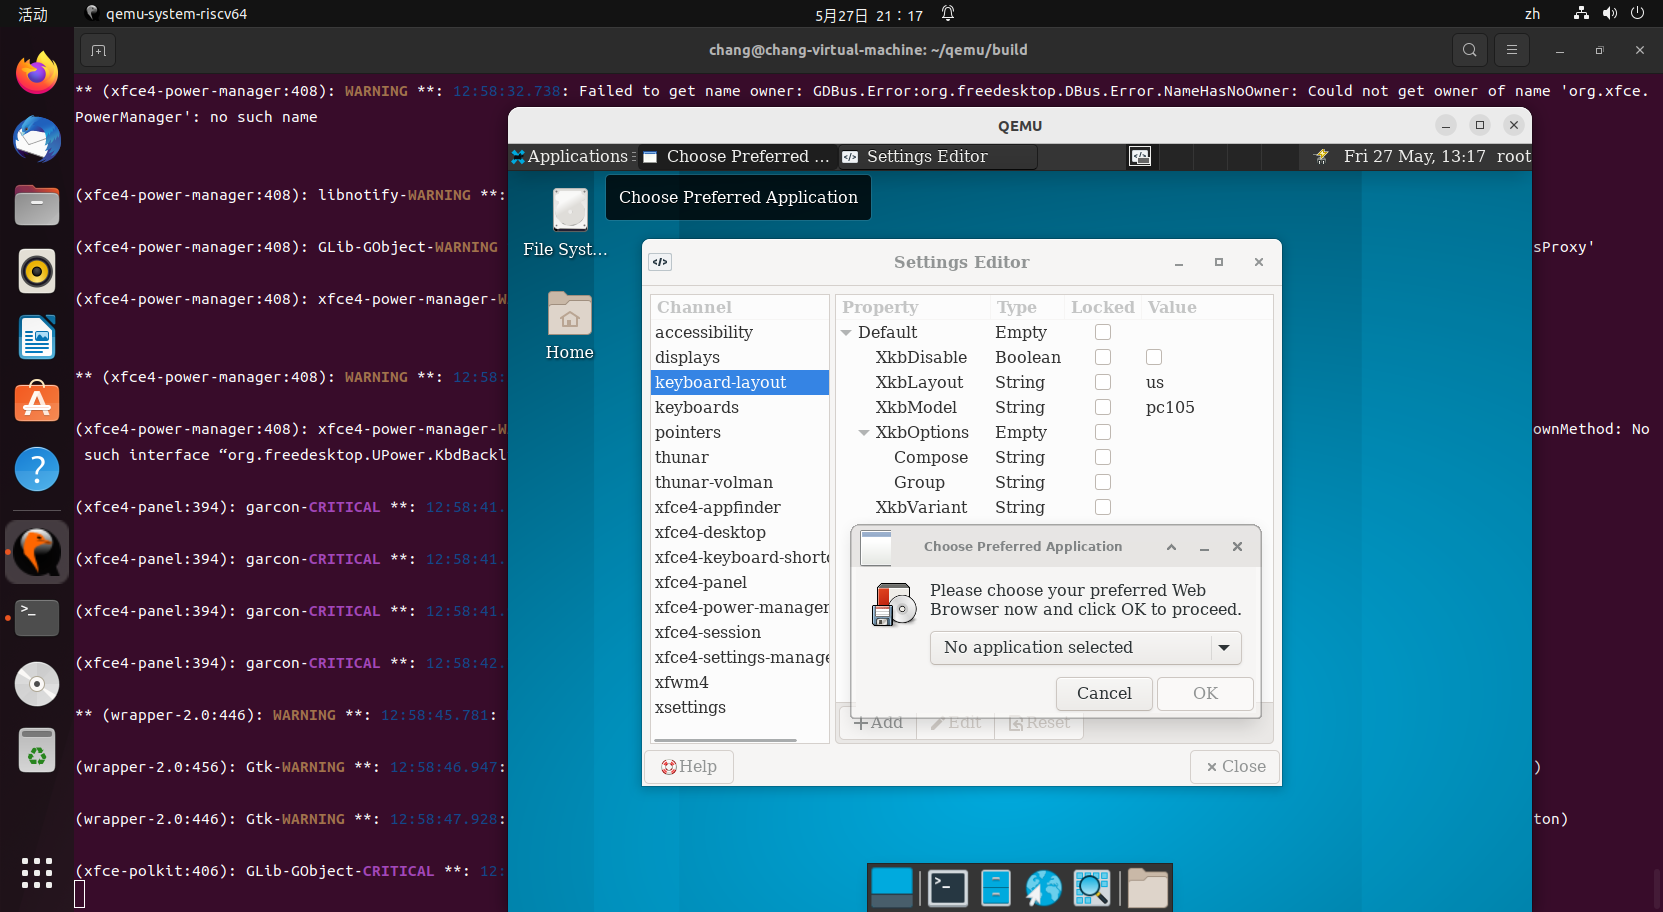 活动
qemu-system-riscv64
5月27日 21：17
zh
chang@chang-virtual-machine: ~/qemu/build
** (xfce4-power-manager:408): WARNING **: 12:58:32.738: Failed to get name owner: GDBus.Error:org.freedesktop.DBus.Error.NameHasNoOwner: Could not get owner of name 'org.xfce.
PowerManager': no such name
(xfce4-power-manager:408): libnotify-WARNING **:
(xfce4-power-manager:408): GLib-GObject-WARNING
sProxy'
(xfce4-power-manager:408): xfce4-power-manager-W
** (xfce4-power-manager:408): WARNING **: 12:58:
(xfce4-power-manager:408): xfce4-power-manager-W
ownMethod: No
such interface “org.freedesktop.UPower.KbdBackl
(xfce4-panel:394): garcon-CRITICAL **: 12:58:41.
(xfce4-panel:394): garcon-CRITICAL **: 12:58:41.
(xfce4-panel:394): garcon-CRITICAL **: 12:58:41.
(xfce4-panel:394): garcon-CRITICAL **: 12:58:42.
** (wrapper-2.0:446): WARNING **: 12:58:45.781:
(wrapper-2.0:456): Gtk-WARNING **: 12:58:46.947:
)
(wrapper-2.0:446): Gtk-WARNING **: 12:58:47.928:
ton)
(xfce-polkit:406): GLib-GObject-CRITICAL **: 12:
QEMU
Applications
Choose Preferred ...
Settings Editor
Fri 27 May, 13:17
root
Choose Preferred Application
File Syst...
Home
Settings Editor
Channel
accessibility
displays
keyboard-layout
keyboards
pointers
thunar
thunar-volman
xfce4-appfinder
xfce4-desktop
xfce4-keyboard-shortc
xfce4-panel
xfce4-power-manager
xfce4-session
xfce4-settings-manage
xfwm4
xsettings
Property Type Locked Value
Default Empty
XkbDisable Boolean
XkbLayout String us
XkbModel String pc105
XkbOptions Empty
Compose String
Group String
XkbVariant String
Choose Preferred Application
Please choose your preferred Web
Browser now and click OK to proceed.
No application selected
Cancel
OK
Add
Edit
Reset
Help
Close